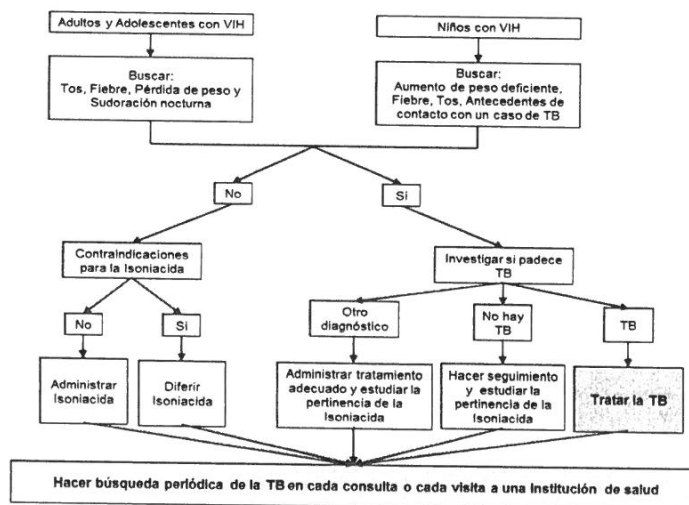 Adultos y Adolescentes con VIH
Niños con VIH
Buscar:
Tos, Fiebre, Pérdida de peso y
Sudoración nocturna
Buscar:
Aumento de peso deficiente,
Fiebre, Tos, Antecedentes de
contacto con un caso de TB
No
Sí
Contraindicaciones
para la Isoniacida
Investigar si padece
TB
No
Sí
Otro
diagnóstico
No hay
TB
TB
Administrar
Isoniacida
Diferir
Isoniacida
Administrar tratamiento
adecuado y estudiar la
pertinencia de la
Isoniacida
Hacer seguimiento
y estudiar la
pertinencia de la
Isoniacida
Tratar la TB
Hacer búsqueda periódica de la TB en cada consulta o cada visita a una Institución de salud